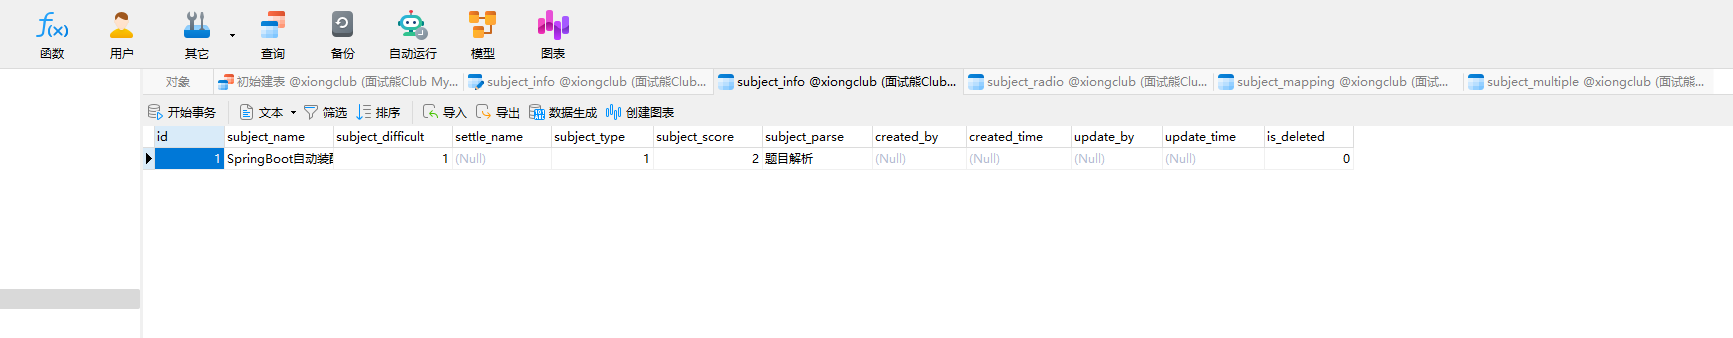 函数 用户 其它 查询 备份 自动运行 模型 图表
对象 初始建表 @xiongclub (面试熊Club My... subject_info @xiongclub (面试熊Club... subject_info @xiongclub (面试熊Club... subject_radio @xiongclub (面试熊Clu... subject_mapping @xiongclub (面试... subject_multiple @xiongclub (面试熊...
开始事务 文本 筛选 排序 导入 导出 数据生成 创建图表
id subject_name subject_difficult settle_name subject_type subject_score subject_parse created_by created_time update_by update_time is_deleted
1 SpringBoot自动装配 1 (Null) 1 2 题目解析 (Null) (Null) (Null) (Null) 0